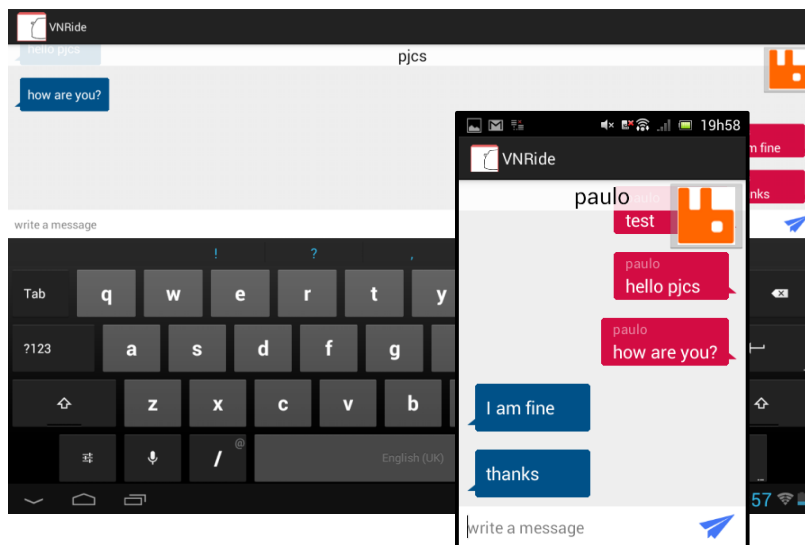 VNRide
hello pjcs
pjcs
how are you?
m fine
nks
write a message
! ? ,
Tab q w e r t y
?123 a s d f g
z x c v b
@
/
English (UK)
57
19h58
VNRide
paulo
paulo
test
paulo
hello pjcs
paulo
how are you?
I am fine
thanks
write a message